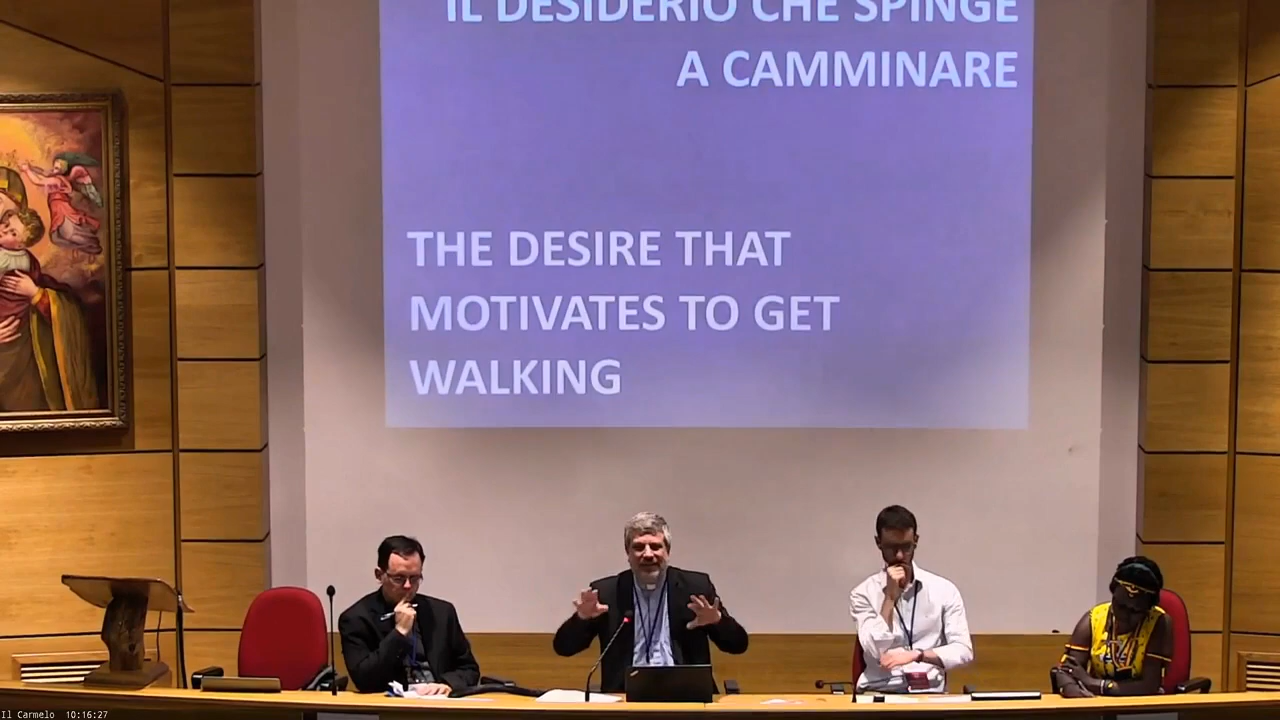 IL DESIDERIO CHE SPINGE
A CAMMINARE
THE DESIRE THAT
MOTIVATES TO GET
WALKING
Il Carmelo 10:16:27